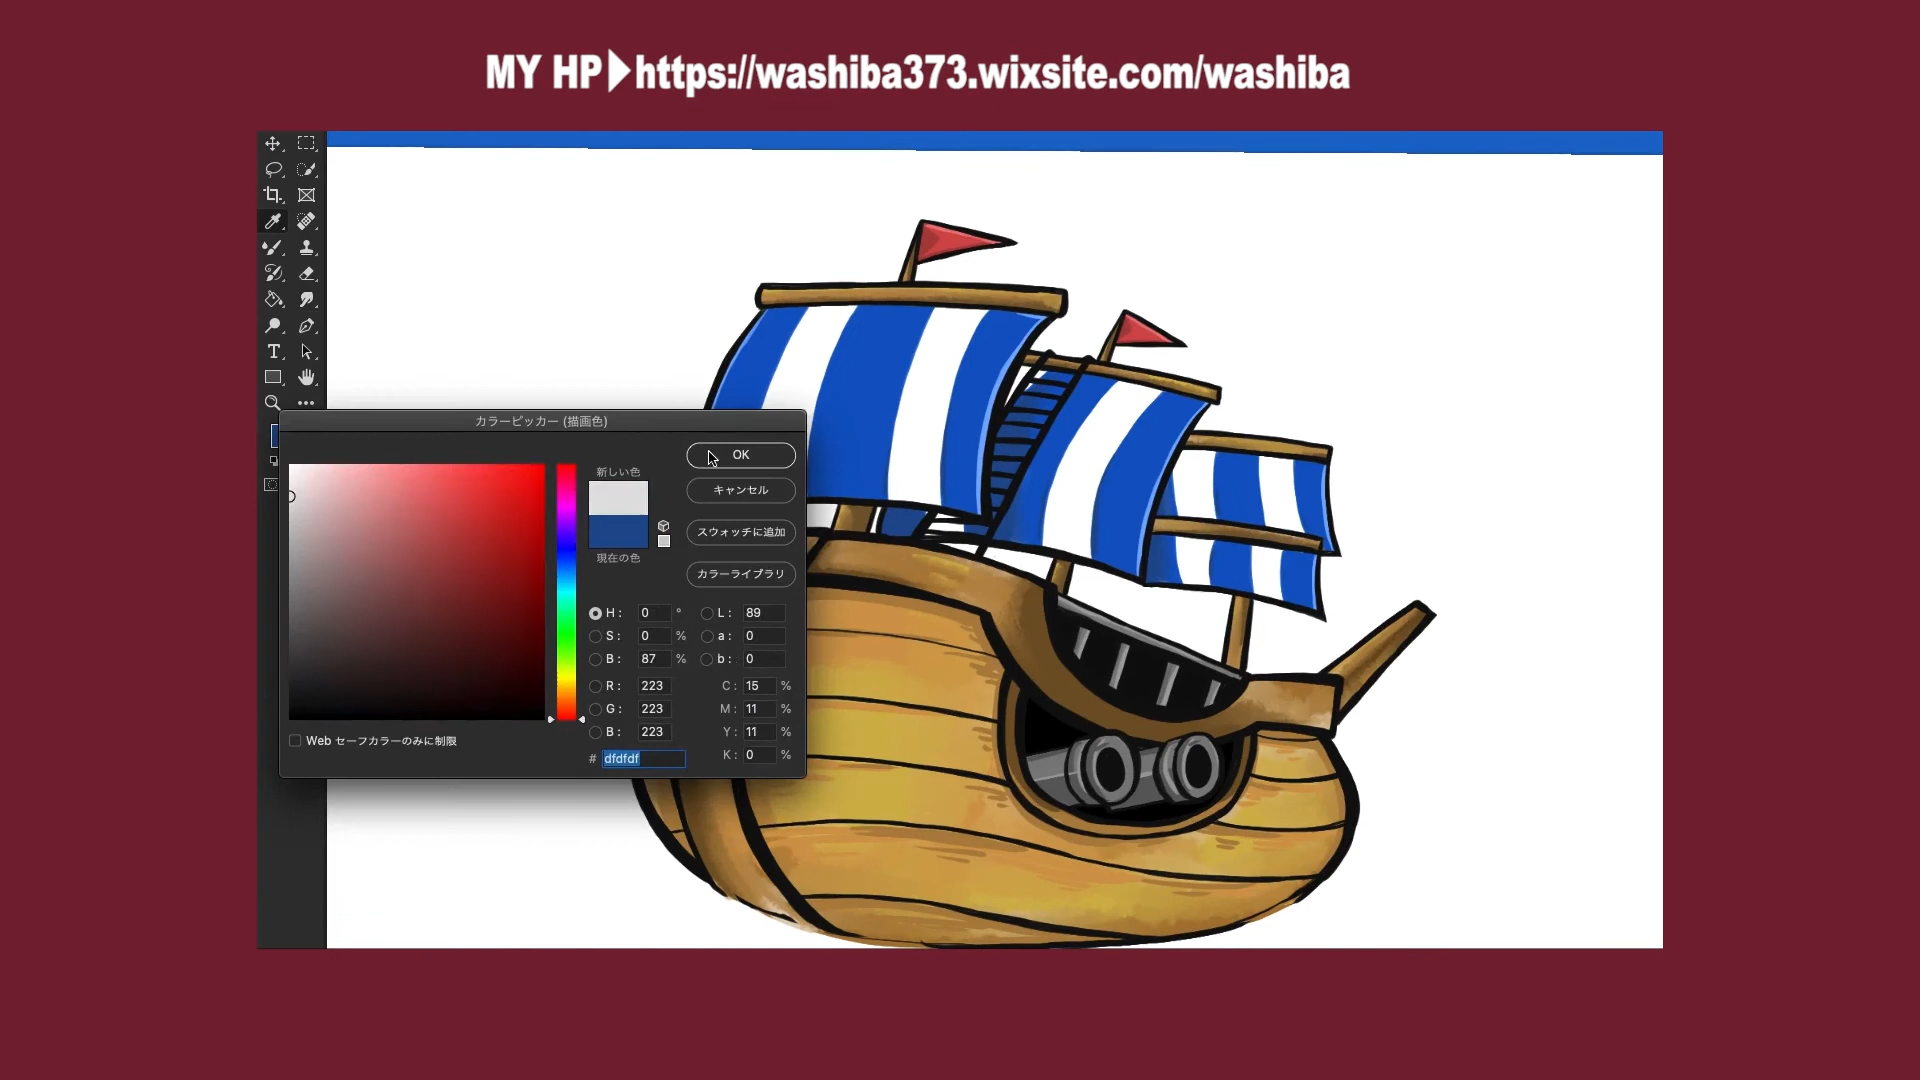 MY HP▶https://washiba373.wixsite.com/washiba
カラーピッカー (描画色)
OK
新しい色
キャンセル
スウォッチに追加
現在の色
カラーライブラリ
H : 0 ° L : 89
S : 0 % a : 0
B : 87 % b : 0
R : 223 C : 15 %
G : 223 M : 11 %
B : 223 Y : 11 %
# dfdfdf K : 0 %
Web セーフカラーのみに制限